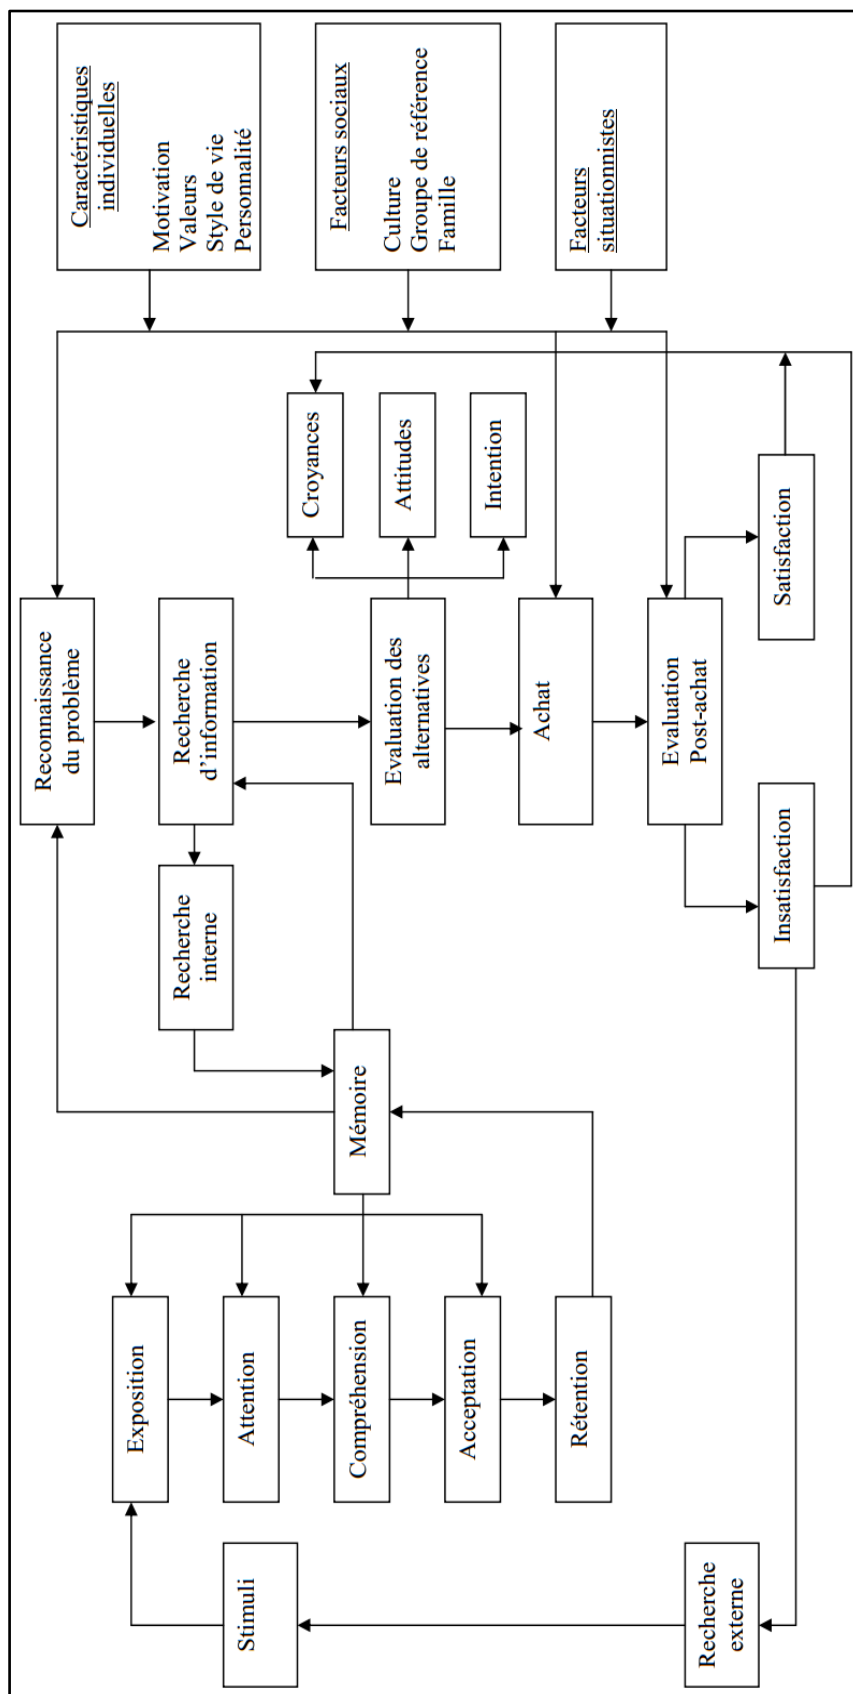 Stimuli
Recherche
externe
Exposition
Attention
Compréhension
Acceptation
Rétention
Mémoire
Recherche
interne
Reconnaissance
du problème
Recherche
d'information
Evaluation des
alternatives
Achat
Evaluation
Post-achat
Insatisfaction
Satisfaction
Croyances
Attitudes
Intention
Caractéristiques
individuelles
Motivation
Valeurs
Style de vie
Personnalité
Facteurs sociaux
Culture
Groupe de référence
Famille
Facteurs
situationnistes